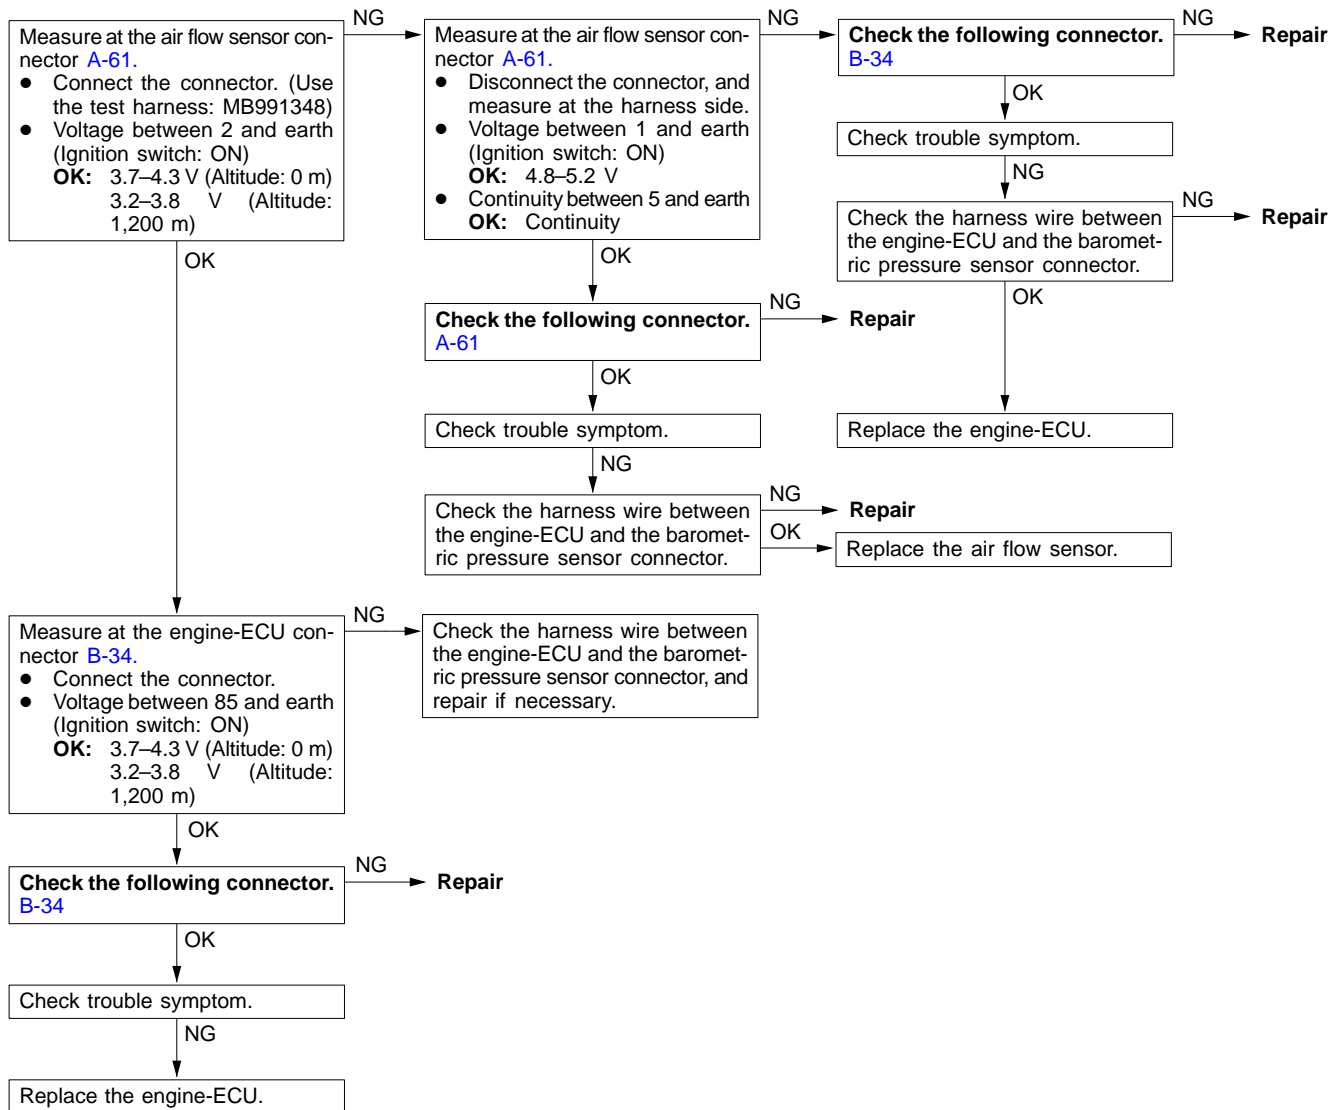 Measure at the air flow sensor con-
nector A-61.
● Connect the connector. (Use
the test harness: MB991348)
● Voltage between 2 and earth
(Ignition switch: ON)
OK: 3.7–4.3 V (Altitude: 0 m)
3.2–3.8 V (Altitude:
1,200 m)
NG
OK
Measure at the air flow sensor con-
nector A-61.
● Disconnect the connector, and
measure at the harness side.
● Voltage between 1 and earth
(Ignition switch: ON)
OK: 4.8–5.2 V
● Continuity between 5 and earth
OK: Continuity
NG
OK
Check the following connector.
B-34
NG
Repair
OK
Check trouble symptom.
NG
Check the harness wire between
the engine-ECU and the baromet-
ric pressure sensor connector.
NG
Repair
OK
Replace the engine-ECU.
Check the following connector.
A-61
NG
Repair
OK
Check trouble symptom.
NG
Check the harness wire between
the engine-ECU and the baromet-
ric pressure sensor connector.
NG
Repair
OK
Replace the air flow sensor.
Measure at the engine-ECU con-
nector B-34.
● Connect the connector.
● Voltage between 85 and earth
(Ignition switch: ON)
OK: 3.7–4.3 V (Altitude: 0 m)
3.2–3.8 V (Altitude:
1,200 m)
NG
Check the harness wire between
the engine-ECU and the baromet-
ric pressure sensor connector, and
repair if necessary.
OK
Check the following connector.
B-34
NG
Repair
OK
Check trouble symptom.
NG
Replace the engine-ECU.